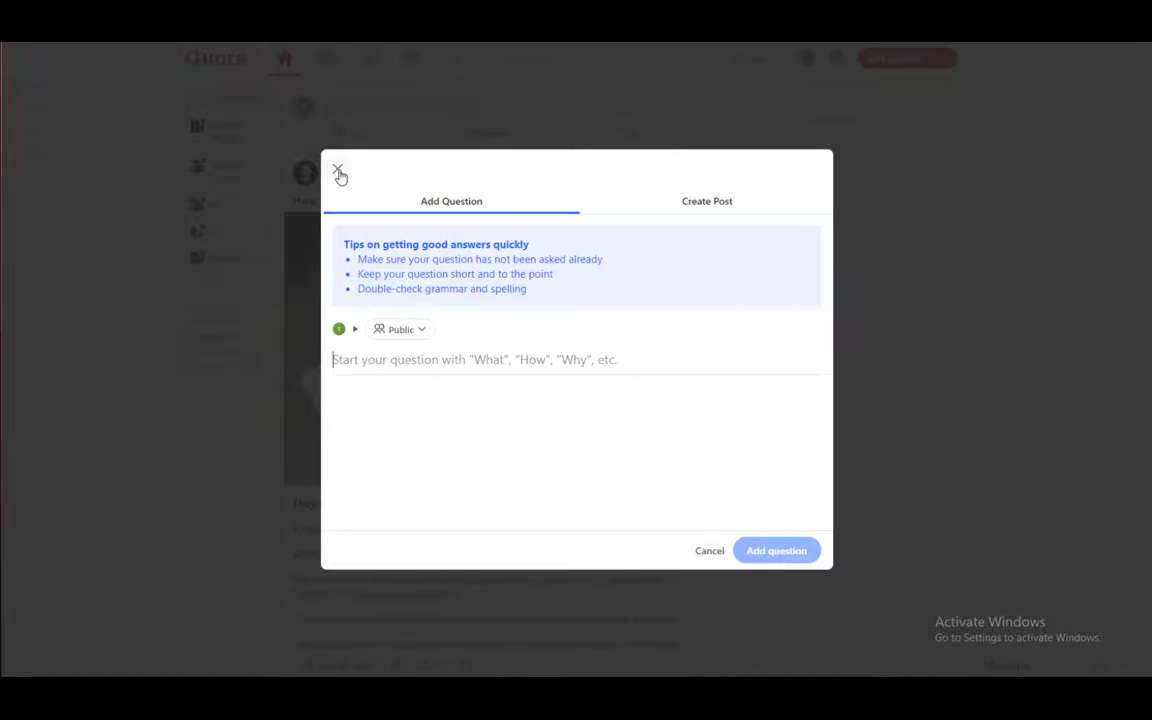 Quora
Add Question
Create Post
Tips on getting good answers quickly
Make sure your question has not been asked already
Keep your question short and to the point
Double-check grammar and spelling
Public
Start your question with "What", "How", "Why", etc.
Cancel
Add question
Activate Windows
Go to Settings to activate Windows.